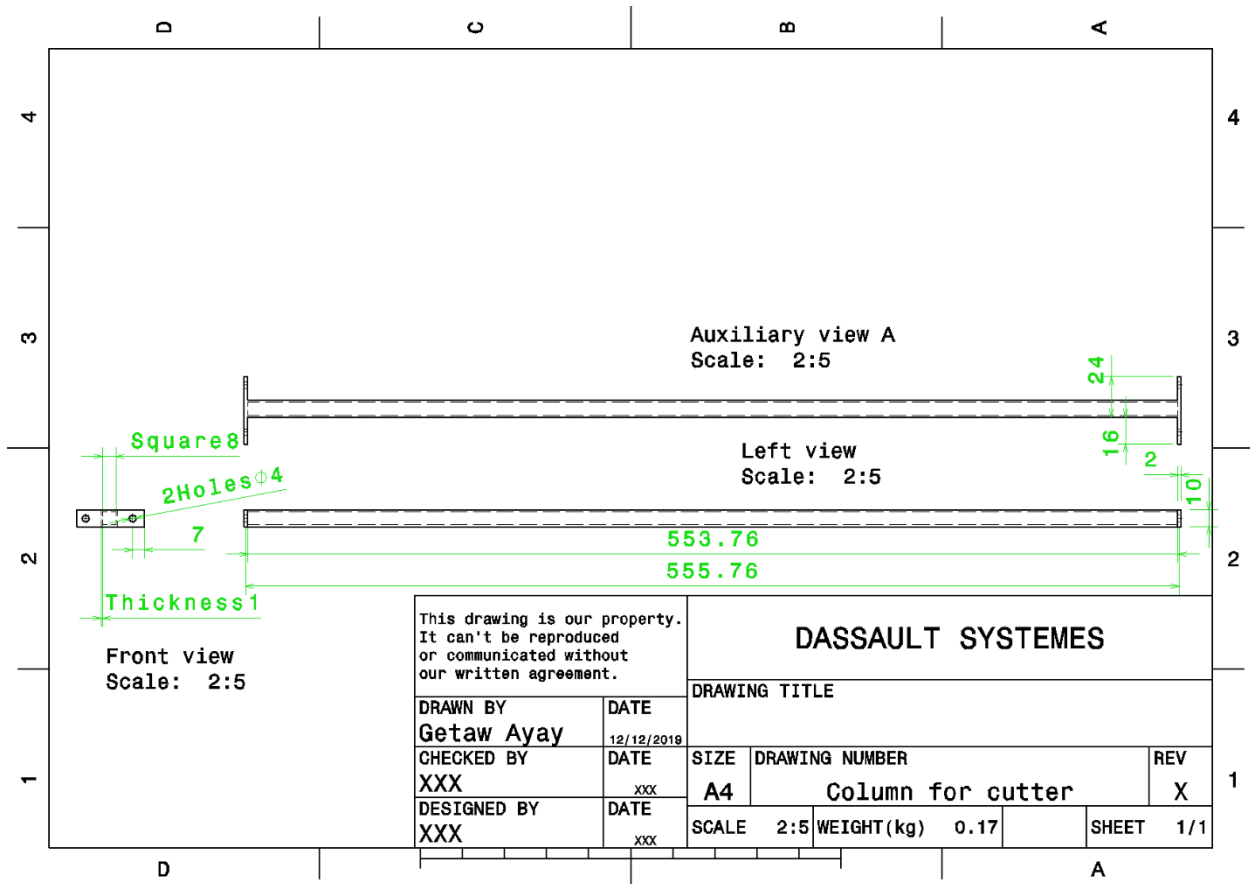 D C B A
4 4
3 3
Auxiliary view A
Scale: 2:5
24
16
Square8
Left view
Scale: 2:5
2
2Holes⌀4
10
7
553.76
2 2
555.76
Thickness1
Front view
Scale: 2:5
This drawing is our property.
It can't be reproduced
or communicated without
our written agreement.
DASSAULT SYSTEMES
DRAWING TITLE
DRAWN BY DATE
Getaw Ayay 12/12/2019
CHECKED BY DATE
XXX XXX
SIZE DRAWING NUMBER REV
A4 Column for cutter X
DESIGNED BY DATE
XXX XXX
SCALE 2:5 WEIGHT(kg) 0.17 SHEET 1/1
1 1
D A